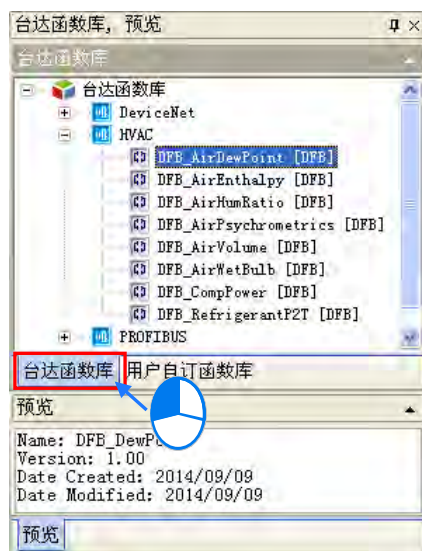 台达函数库, 预览
台达函数库
台达函数库
DeviceNet
HVAC
DFB_AirDewPoint [DFB]
DFB_AirEnthalpy [DFB]
DFB_AirHumRatio [DFB]
DFB_AirPsychrometrics [DFB]
DFB_AirVolume [DFB]
DFB_AirWetBulb [DFB]
DFB_CompPower [DFB]
DFB_RefrigerantP2T [DFB]
PROFIBUS
台达函数库 用户自订函数库
预览
Name: DFB_DewP
Version: 1.00
Date Created: 2014/09/09
Date Modified: 2014/09/09
预览